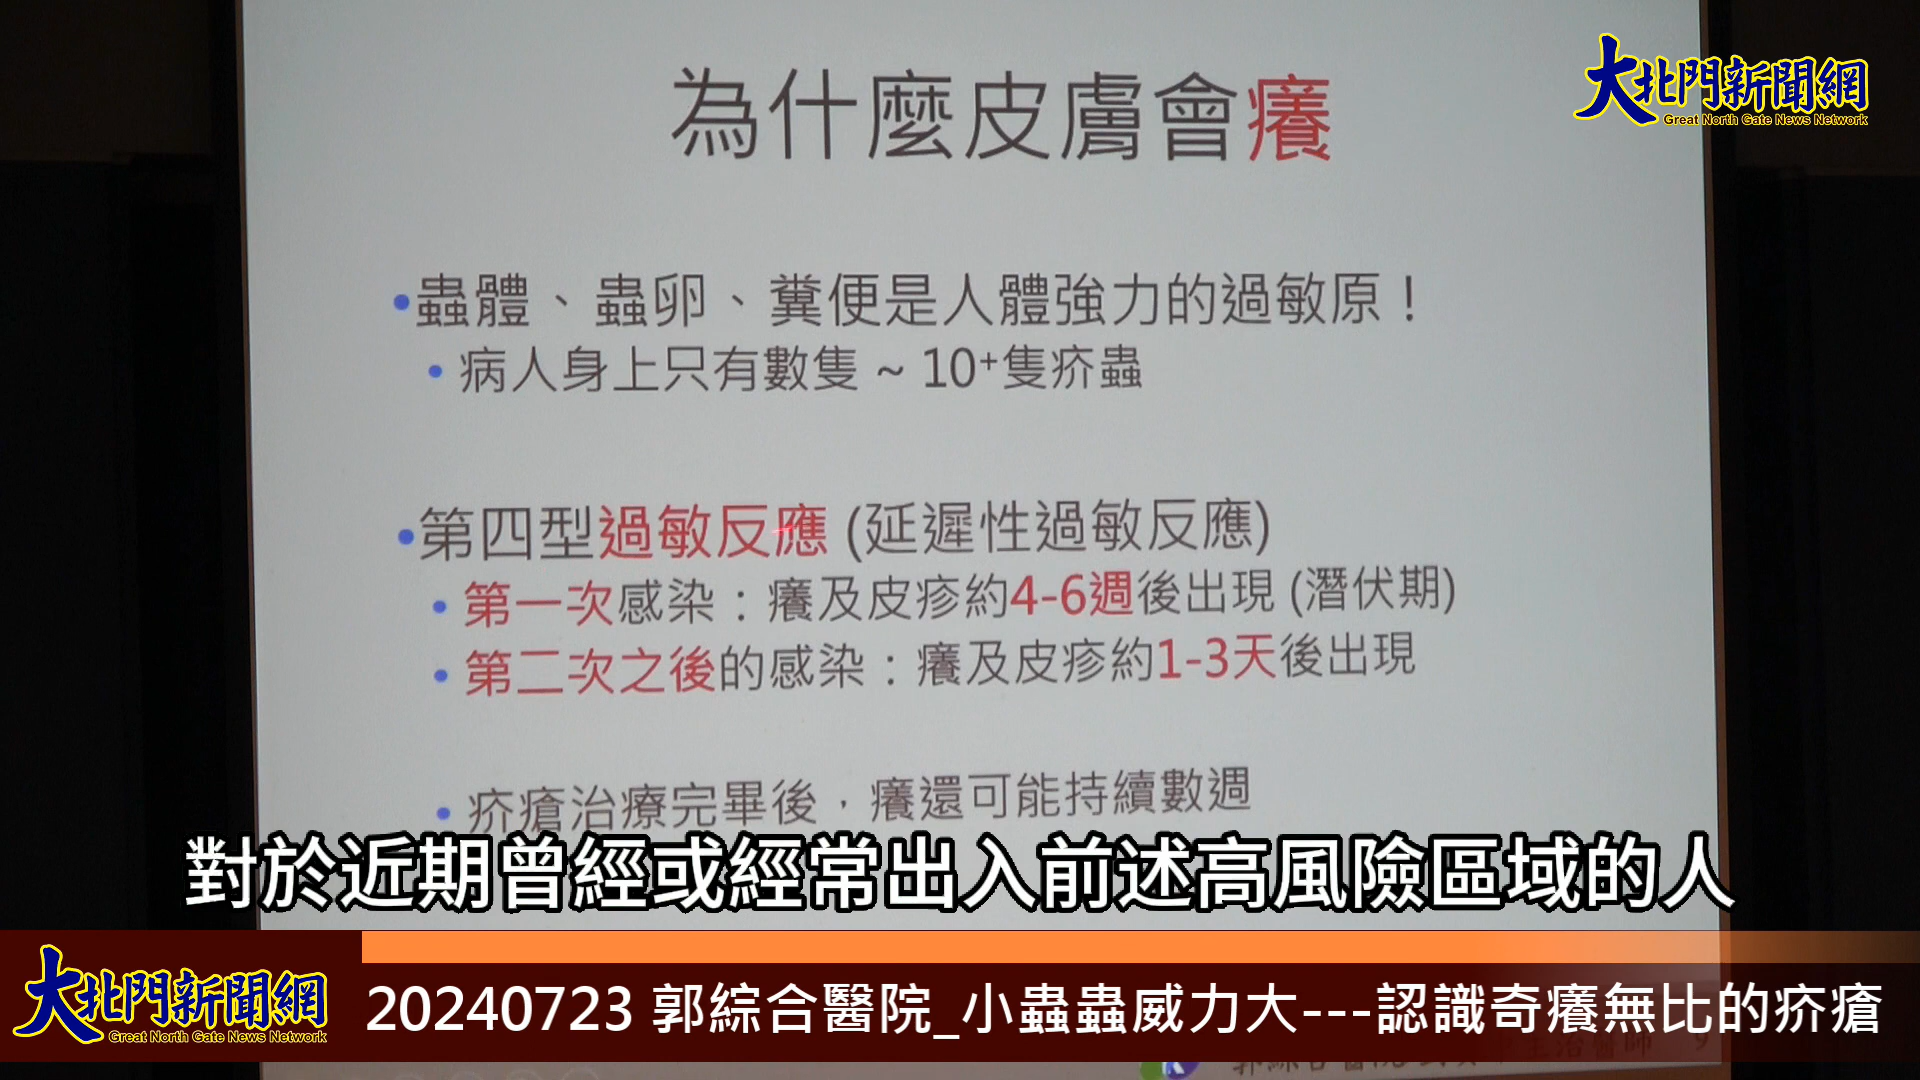 為什麼皮膚會癢
大北門新聞網
Great North Gate News Network
•蟲體、蟲卵、糞便是人體強力的過敏原！
•病人身上只有數隻 ~ 10⁺隻疥蟲
•第四型過敏反應 (延遲性過敏反應)
•第一次感染：癢及皮疹約4-6週後出現 (潛伏期)
•第二次之後的感染：癢及皮疹約1-3天後出現
•疥瘡治療完畢後，癢還可能持續數週
對於近期曾經或經常出入前述高風險區域的人
大北門新聞網
Great North Gate News Network
20240723 郭綜合醫院_小蟲蟲威力大---認識奇癢無比的疥瘡